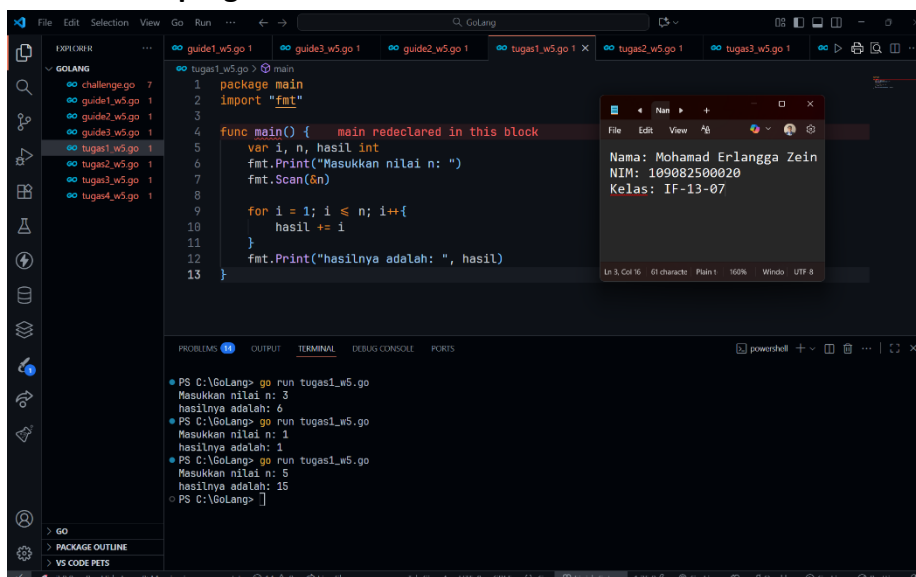 File Edit Selection View Go Run ··· GoLang
EXPLORER ···
GOLANG
challenge.go 7
guide1_w5.go 1
guide2_w5.go 1
guide3_w5.go 1
tugas1_w5.go 1
tugas2_w5.go 1
tugas3_w5.go 1
tugas4_w5.go 1
GO
PACKAGE OUTLINE
VS CODE PETS
guide1_w5.go 1 guide3_w5.go 1 guide2_w5.go 1 tugas1_w5.go 1 tugas2_w5.go 1 tugas3_w5.go 1
tugas1_w5.go > main
1 package main
2 import "fmt"
3
4 func main() { main redeclared in this block
5 var i, n, hasil int
6 fmt.Print("Masukkan nilai n: ")
7 fmt.Scan(&n)
8
9 for i = 1; i ≤ n; i++{
10 hasil += i
11 }
12 fmt.Print("hasilnya adalah: ", hasil)
13 }
Nan
File Edit View
Nama: Mohamad Erlangga Zein
NIM: 109082500020
Kelas: IF-13-07
Ln 3, Col 16 61 characte Plain t 160% Windo UTF-8
PROBLEMS 14 OUTPUT TERMINAL DEBUG CONSOLE PORTS powershell
PS C:\GoLang> go run tugas1_w5.go
Masukkan nilai n: 3
hasilnya adalah: 6
PS C:\GoLang> go run tugas1_w5.go
Masukkan nilai n: 1
hasilnya adalah: 1
PS C:\GoLang> go run tugas1_w5.go
Masukkan nilai n: 5
hasilnya adalah: 15
PS C:\GoLang>